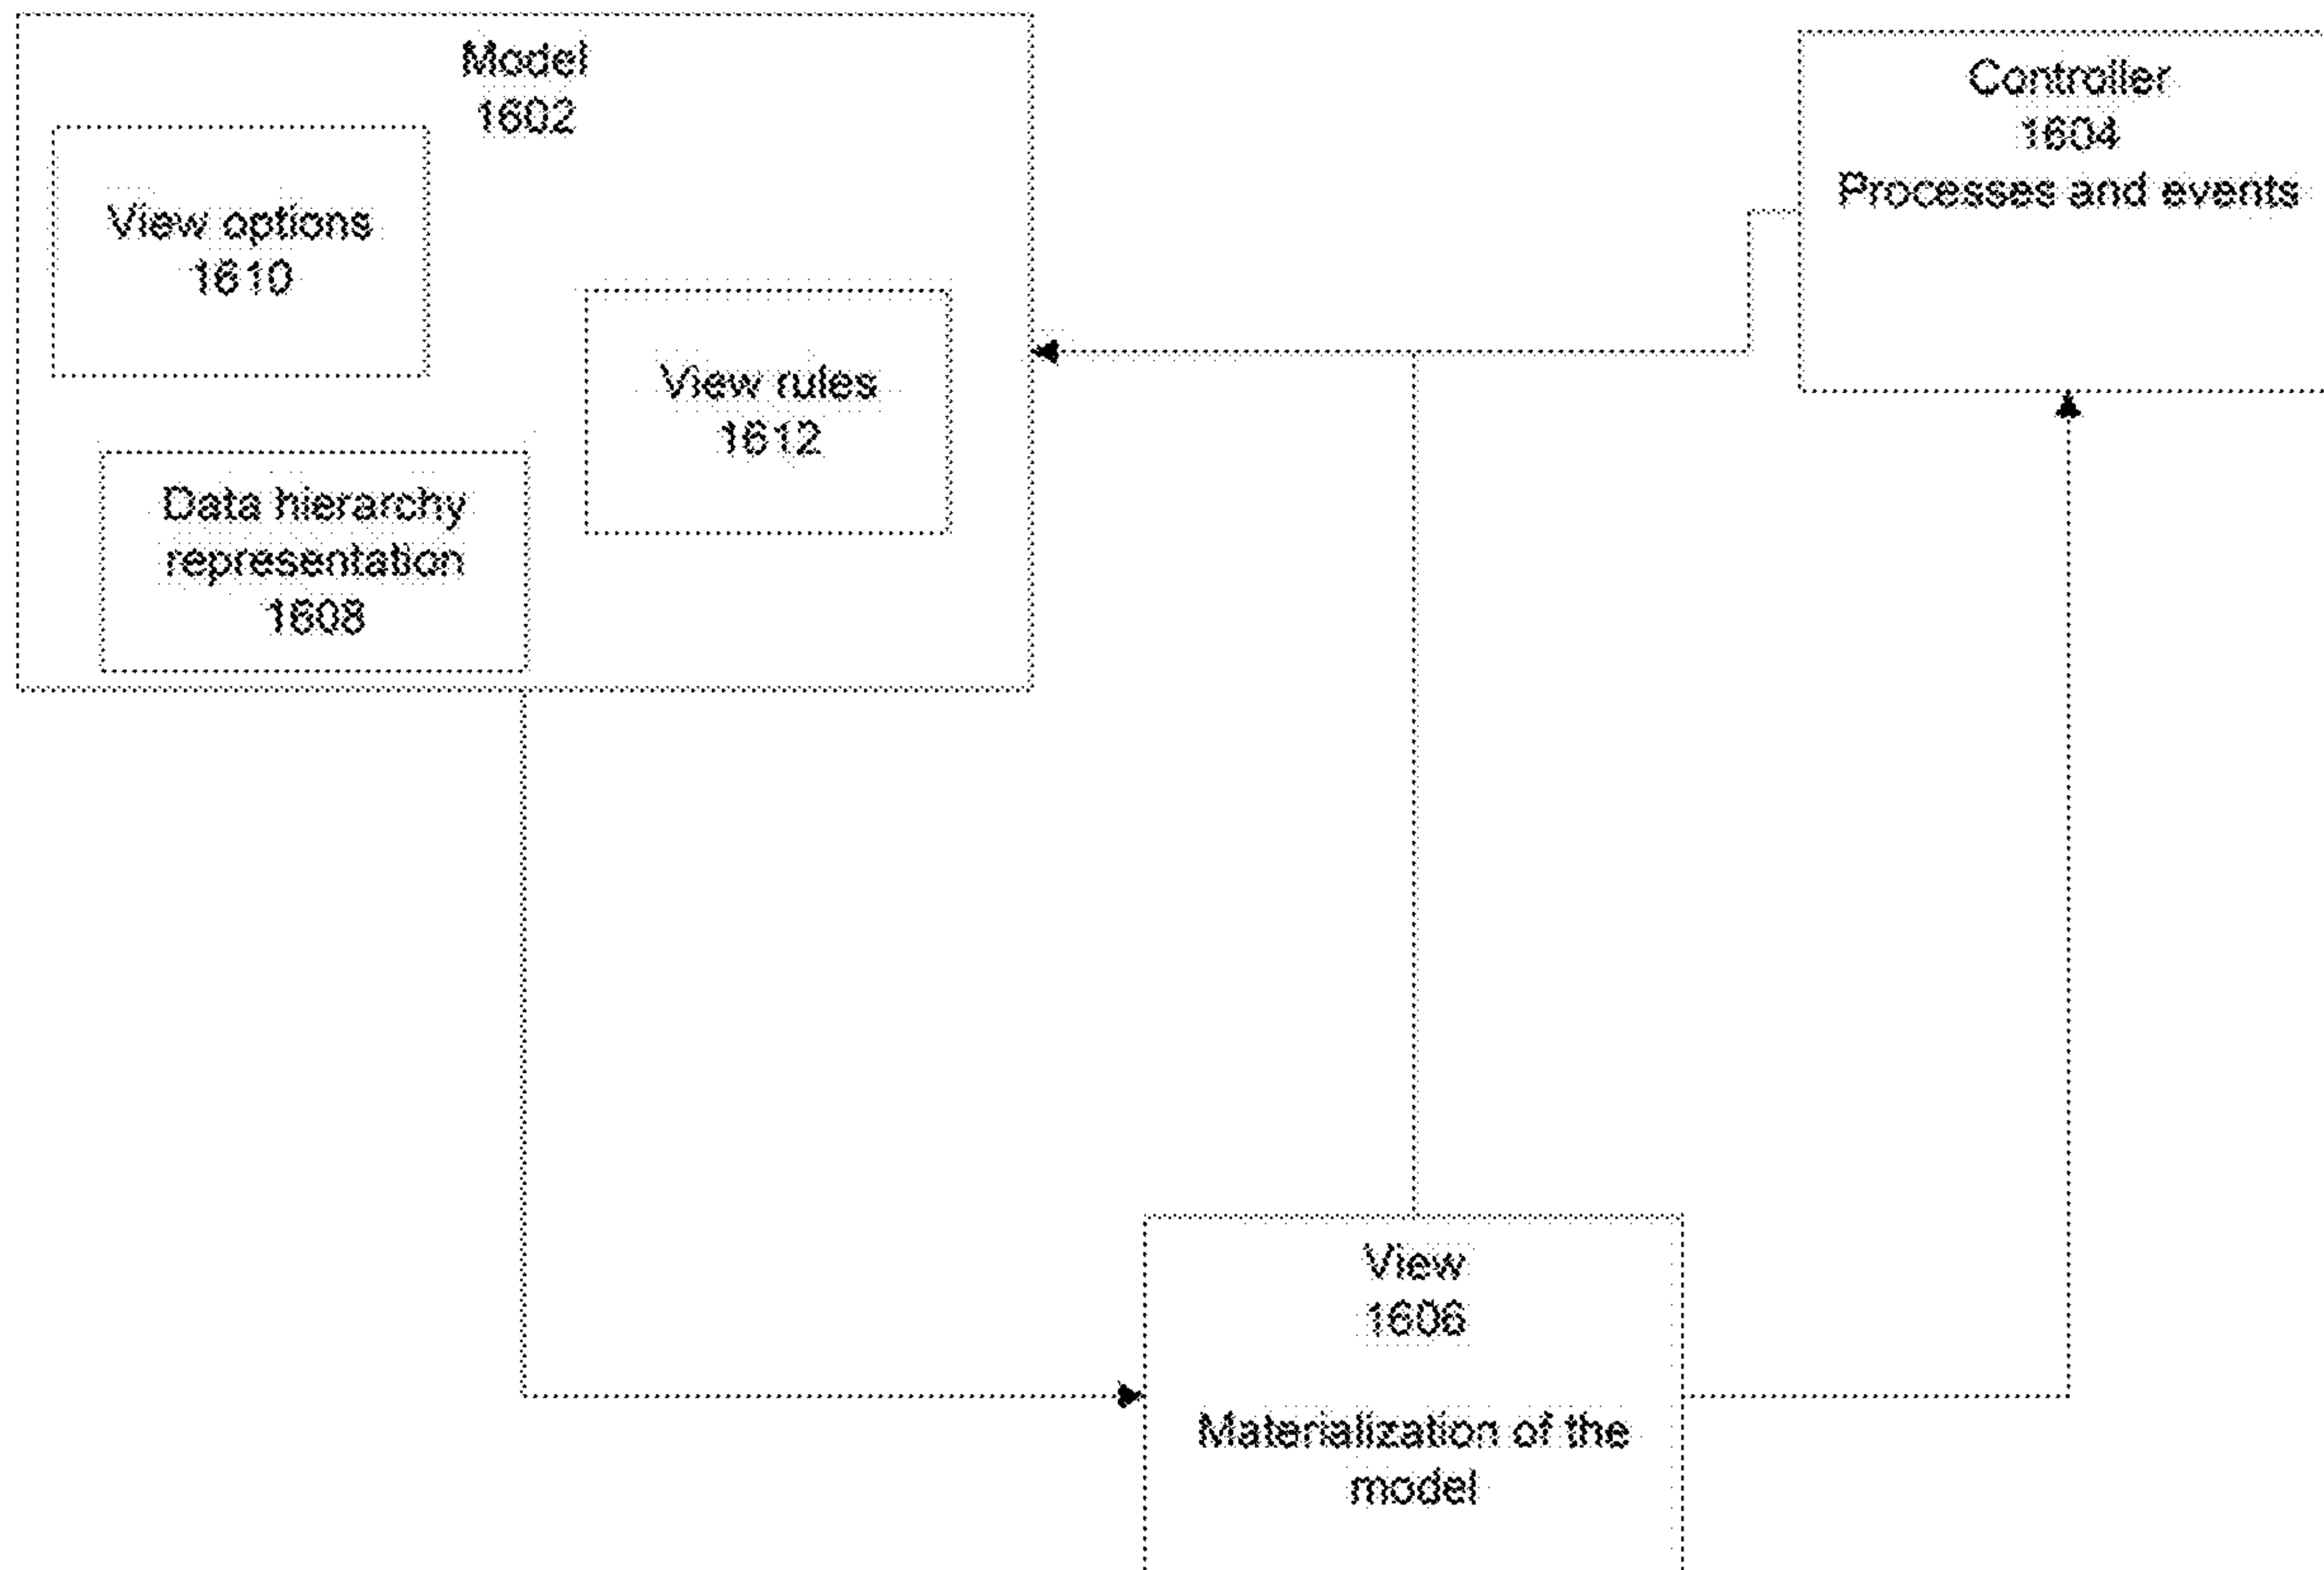 Model
1602
View options
1610
View rules
1612
Data hierarchy
representation
1608
Controller
1604
Processes and events
View
1606
Materialization of the
model